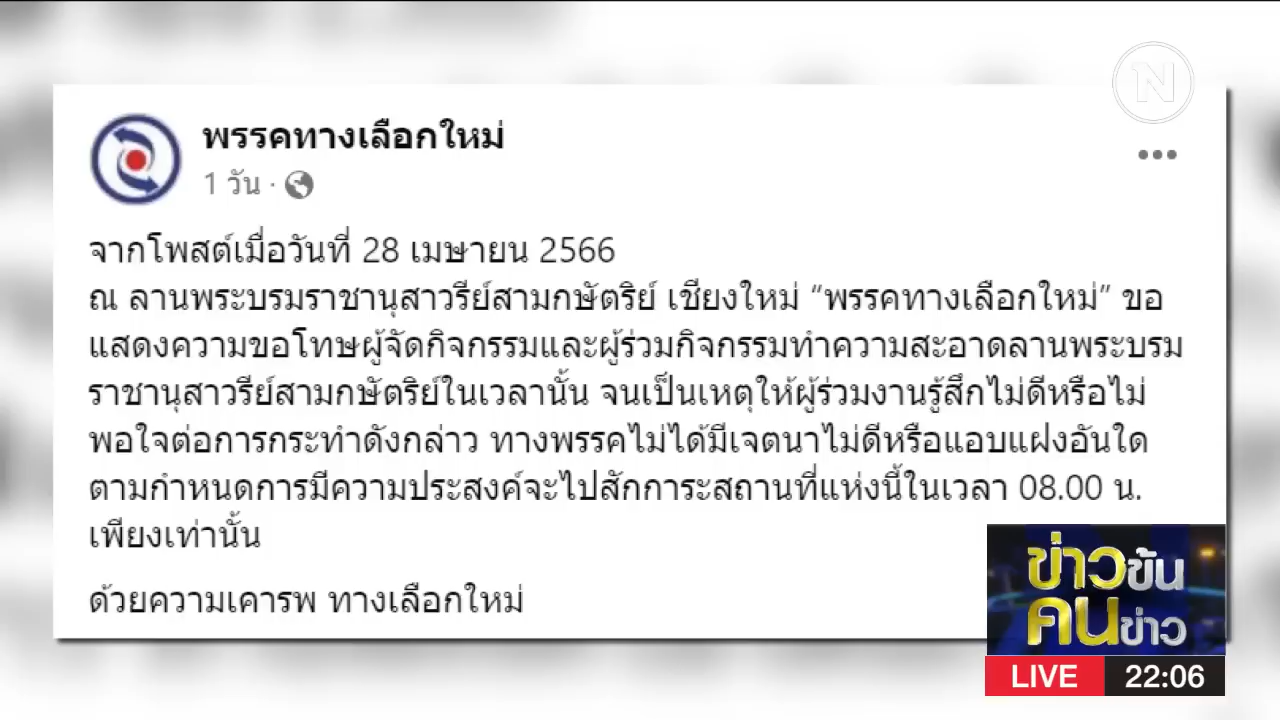 N
พรรคทางเลือกใหม่
1 วัน ·
จากโพสต์เมื่อวันที่ 28 เมษายน 2566
ณ ลานพระบรมราชานุสาวรีย์สามกษัตริย์ เชียงใหม่ “พรรคทางเลือกใหม่” ขอ
แสดงความขอโทษผู้จัดกิจกรรมและผู้ร่วมกิจกรรมทำความสะอาดลานพระบรม
ราชานุสาวรีย์สามกษัตริย์ในเวลานั้น จนเป็นเหตุให้ผู้ร่วมงานรู้สึกไม่ดีหรือไม่
พอใจต่อการกระทำดังกล่าว ทางพรรคไม่ได้มีเจตนาไม่ดีหรือแอบแฝงอันใด
ตามกำหนดการมีความประสงค์จะไปสักการะสถานที่แห่งนี้ในเวลา 08.00 น.
เพียงเท่านั้น
ด้วยความเคารพ ทางเลือกใหม่
ข่าวข้น
คนข่าว
LIVE 22:06